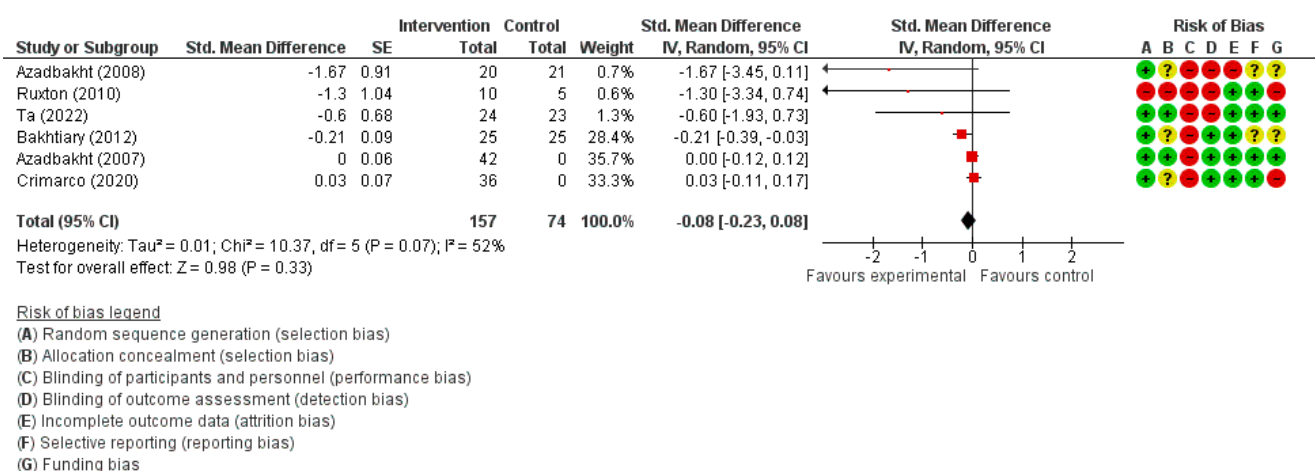 Intervention Control Std. Mean Difference Std. Mean Difference Risk of Bias
Study or Subgroup Std. Mean Difference SE Total Total Weight IV, Random, 95% CI IV, Random, 95% CI A B C D E F G
Azadbakht (2008) -1.67 0.91 20 21 0.7% -1.67 [-3.45, 0.11] + ? - - - ? ?
Ruxton (2010) -1.3 1.04 10 5 0.6% -1.30 [-3.34, 0.74] - - - - + + -
Ta (2022) -0.6 0.68 24 23 1.3% -0.60 [-1.93, 0.73] + + - - + + +
Bakhtiary (2012) -0.21 0.09 25 25 28.4% -0.21 [-0.39, -0.03] + ? - + + ? ?
Azadbakht (2007) 0 0.06 42 0 35.7% 0.00 [-0.12, 0.12] + + - + + + +
Crimarco (2020) 0.03 0.07 36 0 33.3% 0.03 [-0.11, 0.17] + ? - + + + -
Total (95% CI) 157 74 100.0% -0.08 [-0.23, 0.08]
Heterogeneity: Tau² = 0.01; Chi² = 10.37, df = 5 (P = 0.07); I² = 52%
Test for overall effect: Z = 0.98 (P = 0.33)
-2 -1 0 1 2
Favours experimental Favours control
Risk of bias legend
(A) Random sequence generation (selection bias)
(B) Allocation concealment (selection bias)
(C) Blinding of participants and personnel (performance bias)
(D) Blinding of outcome assessment (detection bias)
(E) Incomplete outcome data (attrition bias)
(F) Selective reporting (reporting bias)
(G) Funding bias